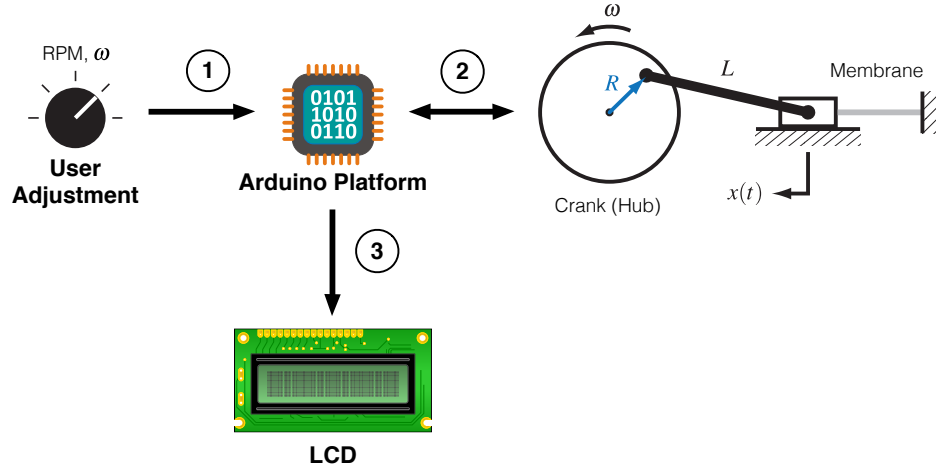 RPM, ω
User
Adjustment
1
0101
1010
0110
Arduino Platform
2
ω
R
L
Membrane
Crank (Hub)
x(t)
3
LCD